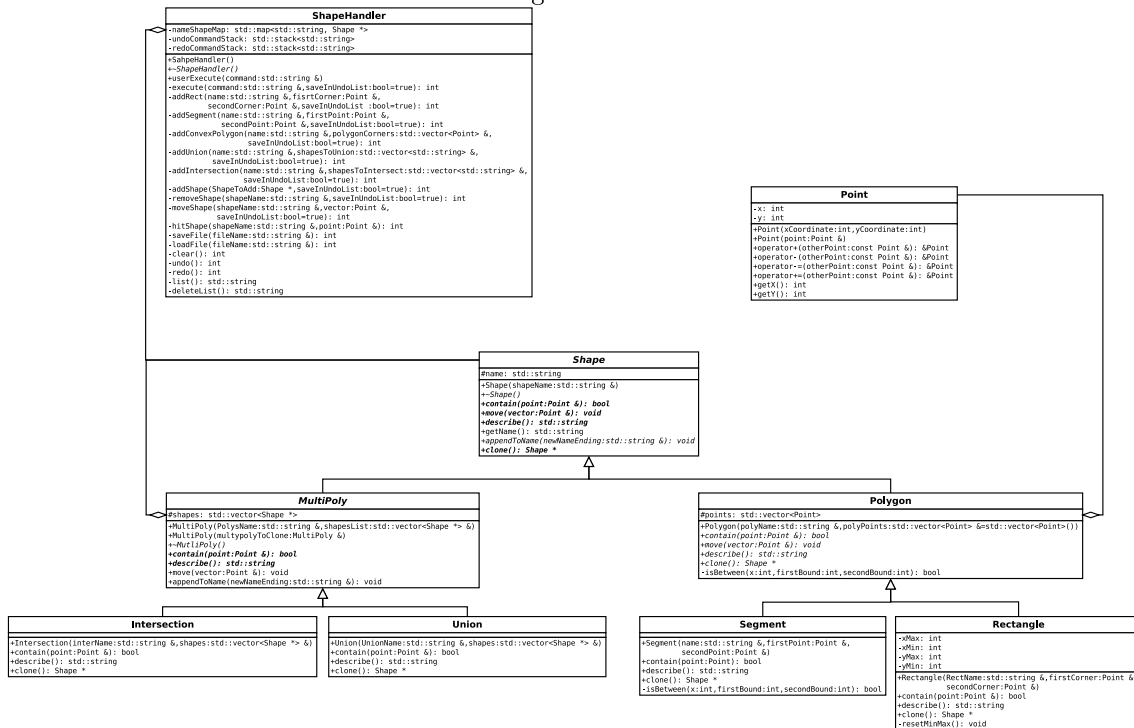 ShapeHandler
-nameShapeMap: std::map<std::string, Shape *>
-undoCommandStack: std::stack<std::string>
-redoCommandStack: std::stack<std::string>
+SahpeHandler()
+~ShapeHandler()
+userExecute(command:std::string &)
-execute(command:std::string &,saveInUndoList:bool=true): int
-addRect(name:std::string &,fisrtCorner:Point &,
secondCorner:Point &,saveInUndoList :bool=true): int
-addSegment(name:std::string &,firstPoint:Point &,
secondPoint:Point &,saveInUndoList:bool=true): int
-addConvexPolygon(name:std::string &,polygonCorners:std::vector<Point> &,
saveInUndoList:bool=true): int
-addUnion(name:std::string &,shapesToUnion:std::vector<std::string> &,
saveInUndoList:bool=true): int
-addIntersection(name:std::string &,shapesToIntersect:std::vector<std::string> &,
saveInUndoList:bool=true): int
-addShape(ShapeToAdd:Shape *,saveInUndoList:bool=true): int
-removeShape(shapeName:std::string &,saveInUndoList:bool=true): int
-moveShape(shapeName:std::string &,vector:Point &,
saveInUndoList:bool=true): int
-hitShape(shapeName:std::string &,point:Point &): int
-saveFile(fileName:std::string &): int
-loadFile(fileName:std::string &): int
-clear(): int
-undo(): int
-redo(): int
-list(): std::string
-deleteList(): std::string
Point
-x: int
-y: int
+Point(xCoordinate:int,yCoordinate:int)
+Point(point:Point &)
+operator+(otherPoint:const Point &): &Point
+operator-(otherPoint:const Point &): &Point
+operator-=(otherPoint:const Point &): &Point
+operator+=(otherPoint:const Point &): &Point
+getX(): int
+getY(): int
Shape
#name: std::string
+Shape(shapeName:std::string &)
+~Shape()
+contain(point:Point &): bool
+move(vector:Point &): void
+describe(): std::string
+getName(): std::string
+appendToName(newNameEnding:std::string &): void
+clone(): Shape *
MultiPoly
#shapes: std::vector<Shape *>
+MultiPoly(PolysName:std::string &,shapesList:std::vector<Shape *> &)
+MultiPoly(multypolyToClone:MultiPoly &)
+~MutliPoly()
+contain(point:Point &): bool
+describe(): std::string
+move(vector:Point &): void
+appendToName(newNameEnding:std::string &): void
Polygon
#points: std::vector<Point>
+Polygon(polyName:std::string &,polyPoints:std::vector<Point> &=std::vector<Point>())
+contain(point:Point &): bool
+move(vector:Point &): void
+describe(): std::string
+clone(): Shape *
-isBetween(x:int,firstBound:int,secondBound:int): bool
Intersection
+Intersection(interName:std::string &,shapes:std::vector<Shape *> &)
+contain(point:Point &): bool
+describe(): std::string
+clone(): Shape *
Union
+Union(UnionName:std::string &,shapes:std::vector<Shape *> &)
+contain(point:Point &): bool
+describe(): std::string
+clone(): Shape *
Segment
+Segment(name:std::string &,firstPoint:Point &,
secondPoint:Point &)
+contain(point:Point): bool
+describe(): std::string
+clone(): Shape *
-isBetween(x:int,firstBound:int,secondBound:int): bool
Rectangle
-xMax: int
-xMin: int
-yMax: int
-yMin: int
+Rectangle(RectName:std::string &,firstCorner:Point &,
secondCorner:Point &)
+contain(point:Point &): bool
+describe(): std::string
+clone(): Shape *
-resetMinMax(): void